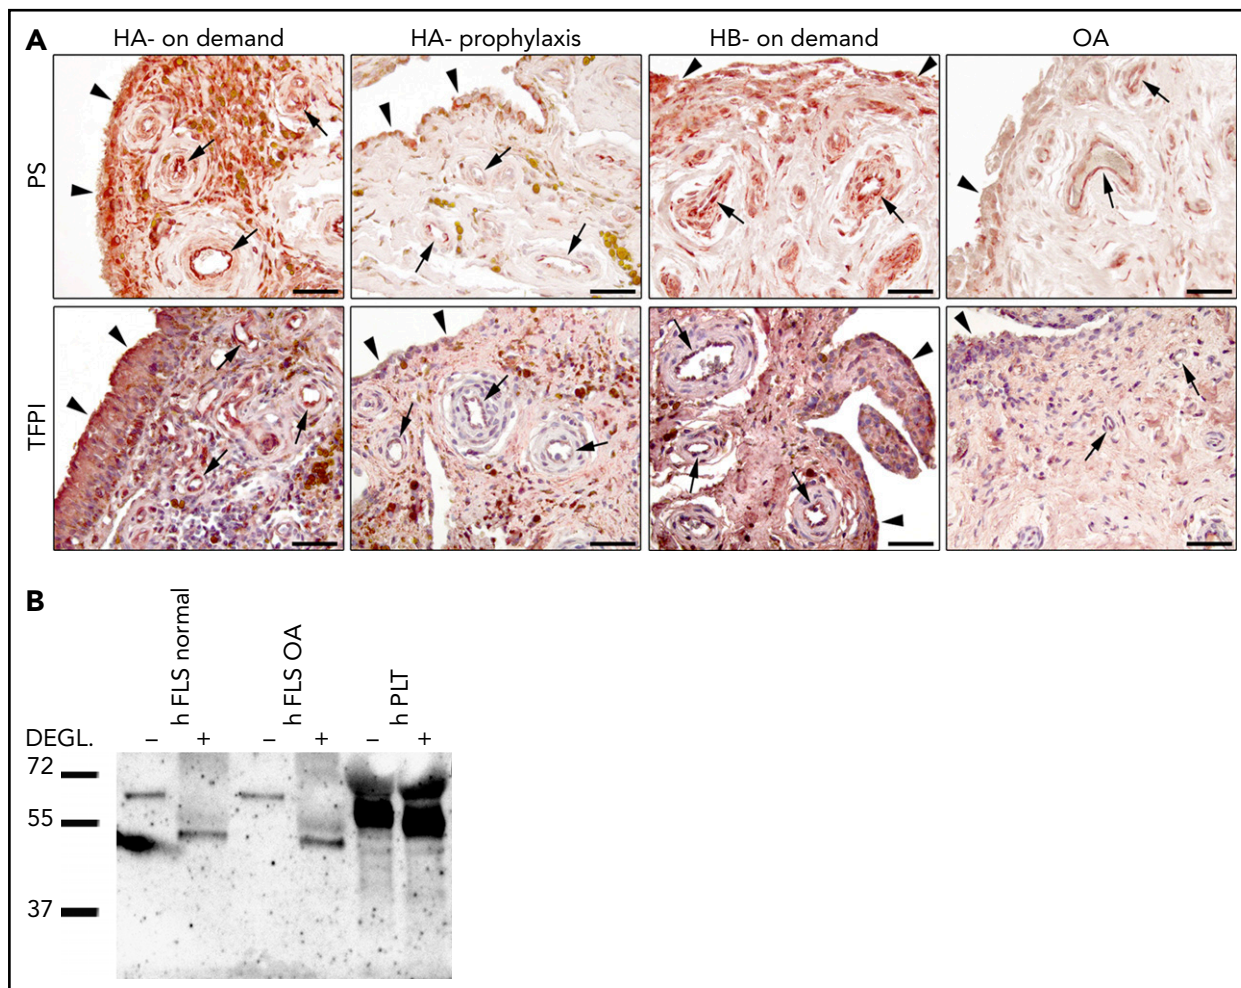 A
HA- on demand
HA- prophylaxis
HB- on demand
OA
PS
TFPI
B
h FLS normal
h FLS OA
h PLT
DEGL. – + – + – +
72
55
37